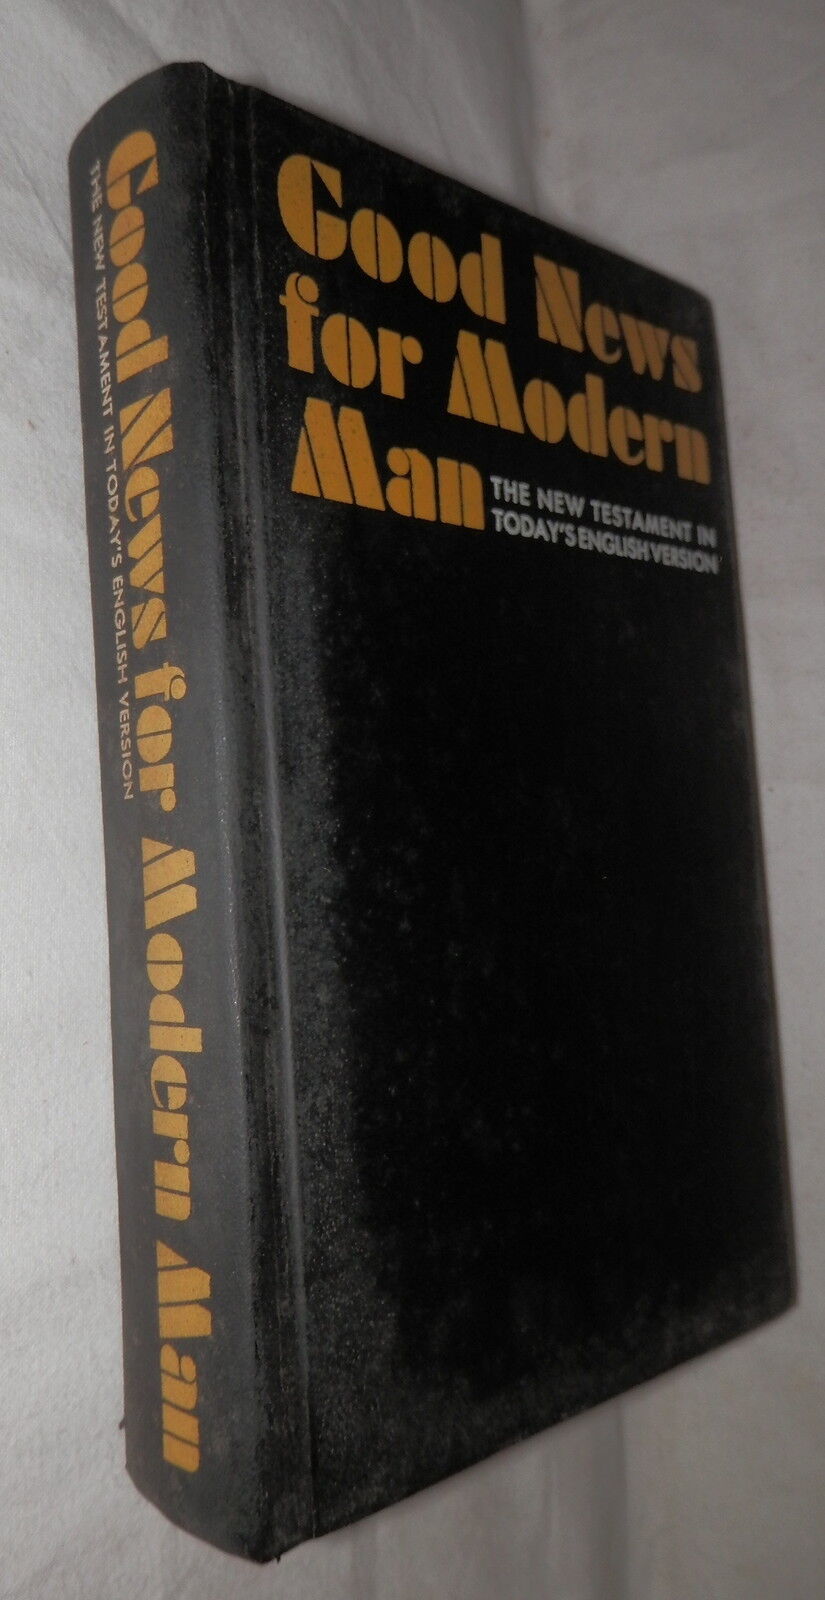 Good News
for Modern
Man
THE NEW TESTAMENT IN
TODAY'S ENGLISH VERSION
Good News for Modern Man
THE NEW TESTAMENT IN TODAY'S ENGLISH VERSION